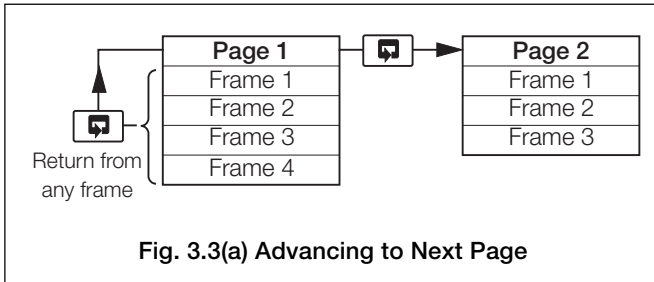 Page 1
Frame 1
Frame 2
Frame 3
Frame 4
Return from
any frame
Page 2
Frame 1
Frame 2
Frame 3
Fig. 3.3(a) Advancing to Next Page